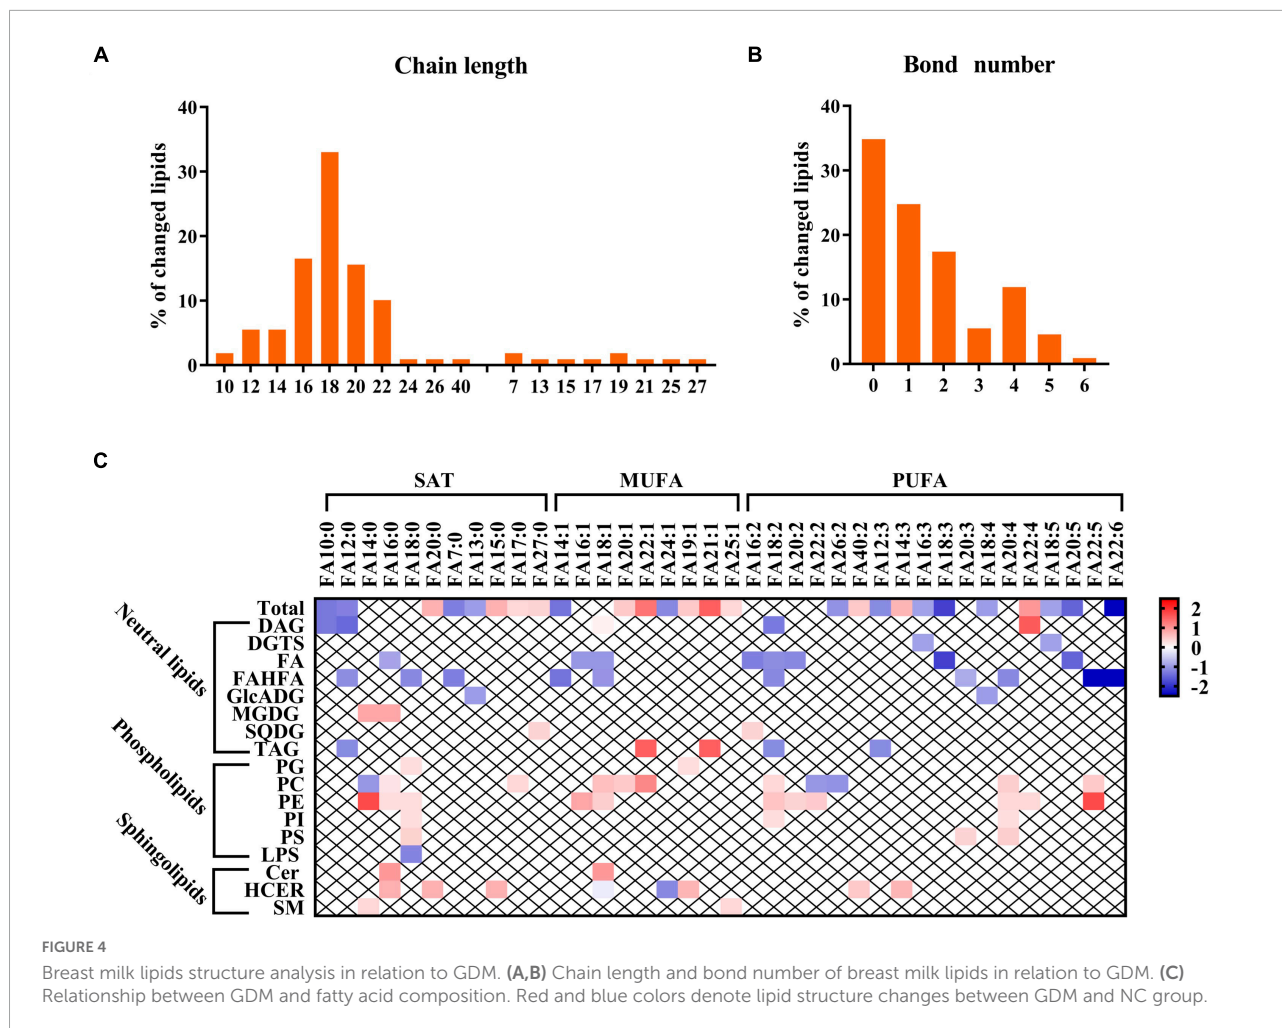 A
Chain length
% of changed lipids
40
30
20
10
0
10 12 14 16 18 20 22 24 26 40 7 13 15 17 19 21 25 27
B
Bond number
% of changed lipids
40
30
20
10
0
0 1 2 3 4 5 6
C
SAT MUFA PUFA
FA10:0 FA12:0 FA14:0 FA16:0 FA18:0 FA20:0 FA7:0 FA13:0 FA15:0 FA17:0 FA27:0 FA14:1 FA16:1 FA18:1 FA20:1 FA22:1 FA24:1 FA19:1 FA21:1 FA25:1 FA16:2 FA18:2 FA20:2 FA22:2 FA26:2 FA40:2 FA12:3 FA14:3 FA16:3 FA18:3 FA20:3 FA18:4 FA22:4 FA20:4 FA18:5 FA20:5 FA22:5 FA22:6
Neutral lipids
Phospholipids
Sphingolipids
Total
DAG
DGTS
FA
FAHFA
GlcADG
MGDG
SQDG
TAG
PG
PC
PE
PI
PS
LPS
Cer
HCER
SM
2
1
0
-1
-2
FIGURE 4
Breast milk lipids structure analysis in relation to GDM. (A,B) Chain length and bond number of breast milk lipids in relation to GDM. (C)
Relationship between GDM and fatty acid composition. Red and blue colors denote lipid structure changes between GDM and NC group.